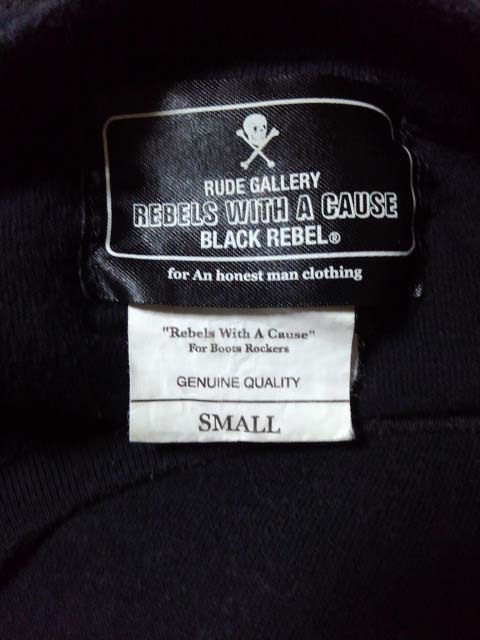 RUDE GALLERY
REBELS WITH A CAUSE
BLACK REBEL®
for An honest man clothing
"Rebels With A Cause"
For Boots Rockers
GENUINE QUALITY
SMALL